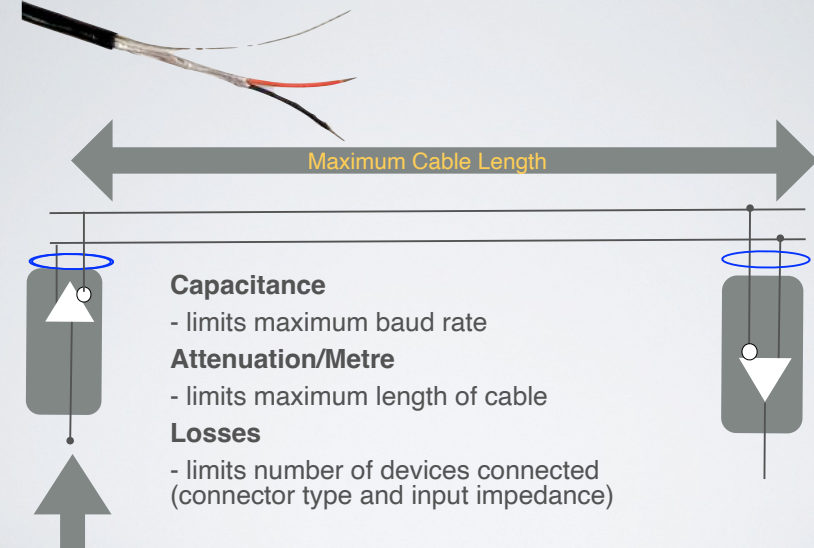 Maximum Cable Length
Capacitance
- limits maximum baud rate
Attenuation/Metre
- limits maximum length of cable
Losses
- limits number of devices connected
(connector type and input impedance)